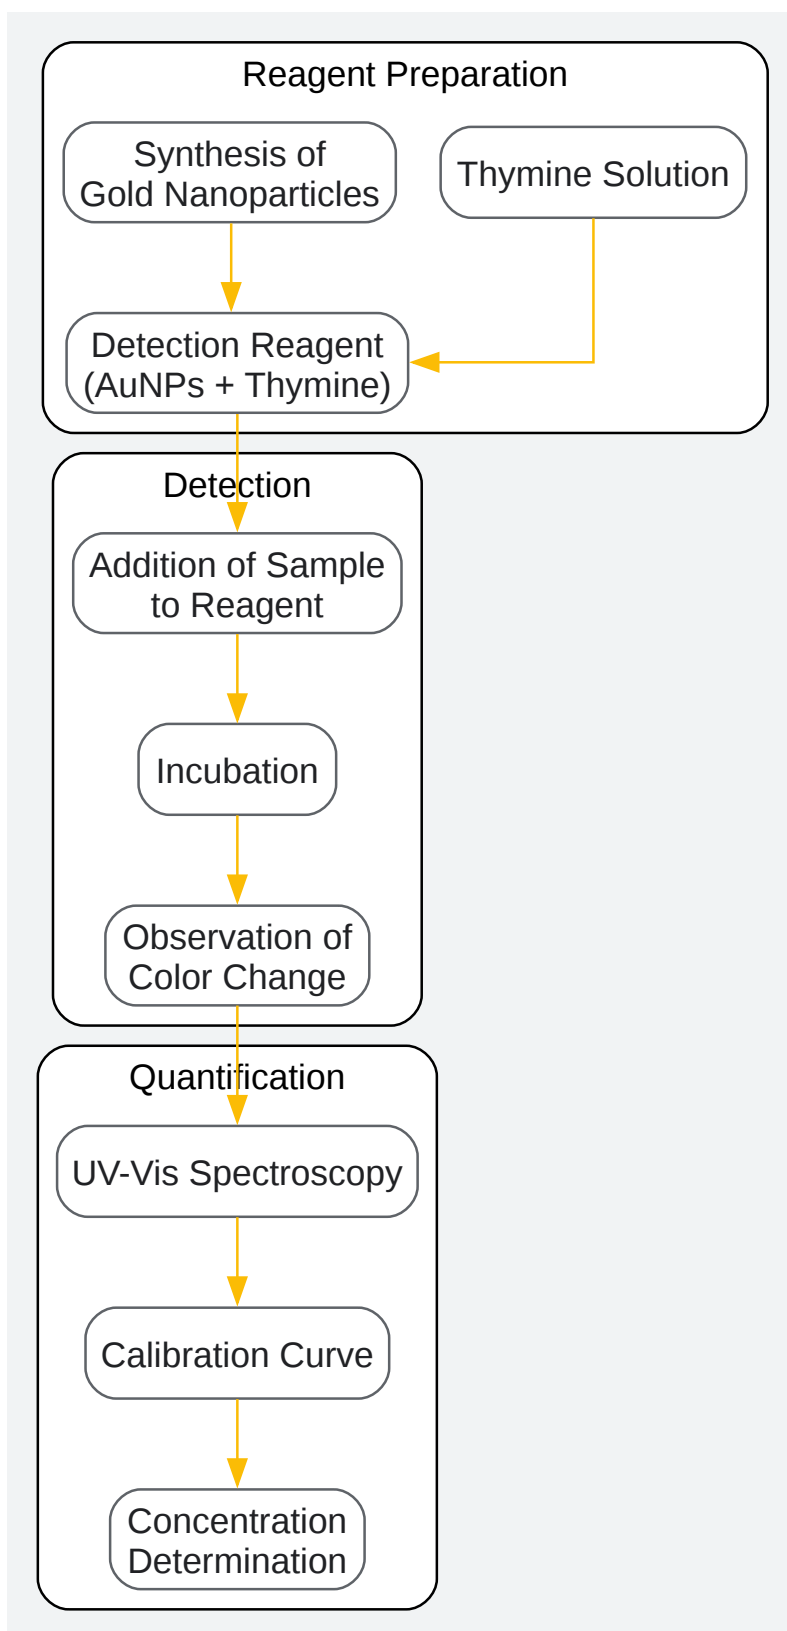 Reagent Preparation
Synthesis of
Gold Nanoparticles
Thymine Solution
Detection Reagent
(AuNPs + Thymine)
Detection
Addition of Sample
to Reagent
Incubation
Observation of
Color Change
Quantification
UV-Vis Spectroscopy
Calibration Curve
Concentration
Determination